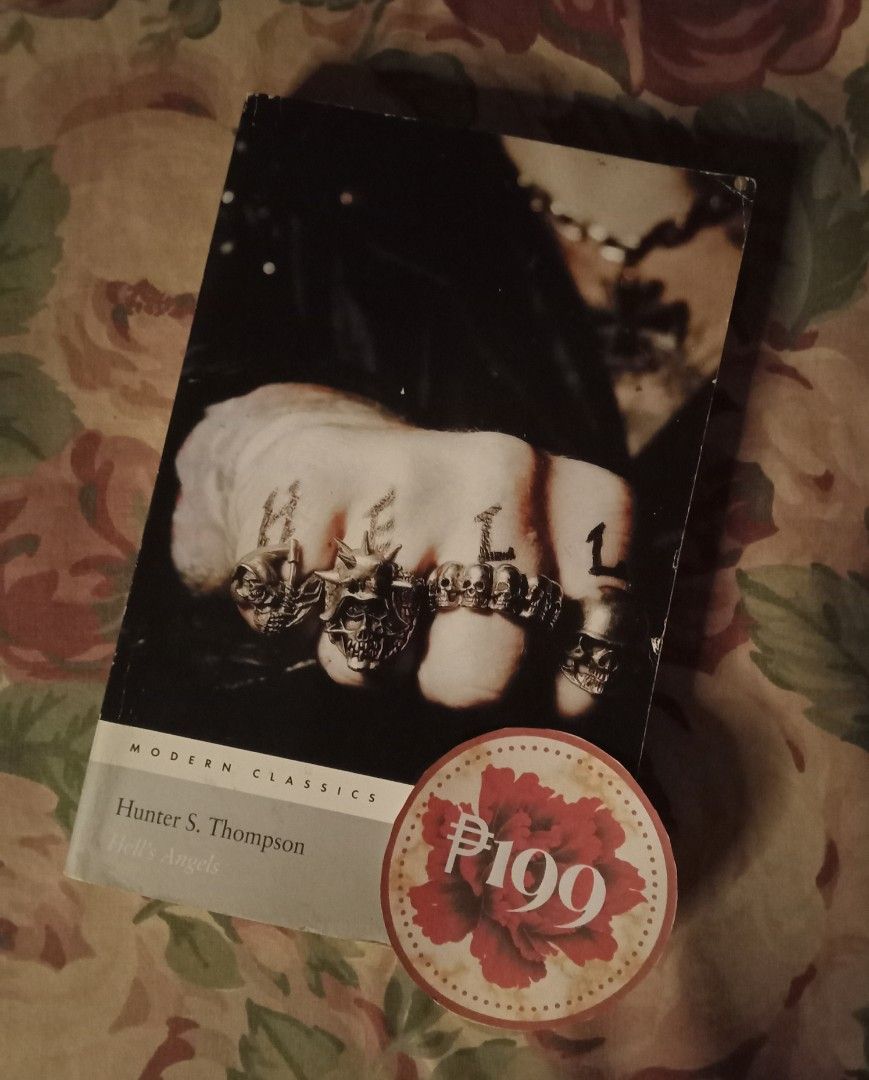 HELL
MODERN CLASSICS
Hunter S. Thompson
Hell's Angels
₱199